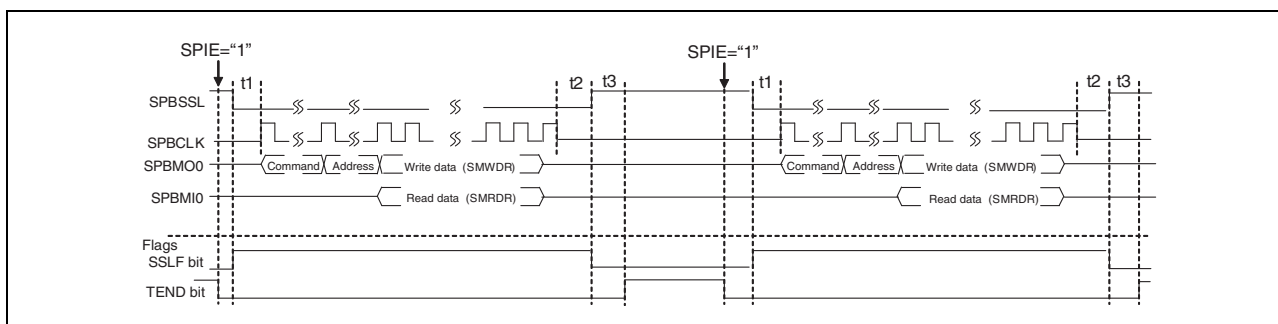 SPIE=“1” SPIE=“1”
t1 t2 t3 t1 t2 t3
SPBSSL
SPBCLK
SPBMO0 Command Address Write data (SMWDR) Command Address Write data (SMWDR)
SPBMI0 Read data (SMRDR) Read data (SMRDR)
Flags
SSLF bit
TEND bit